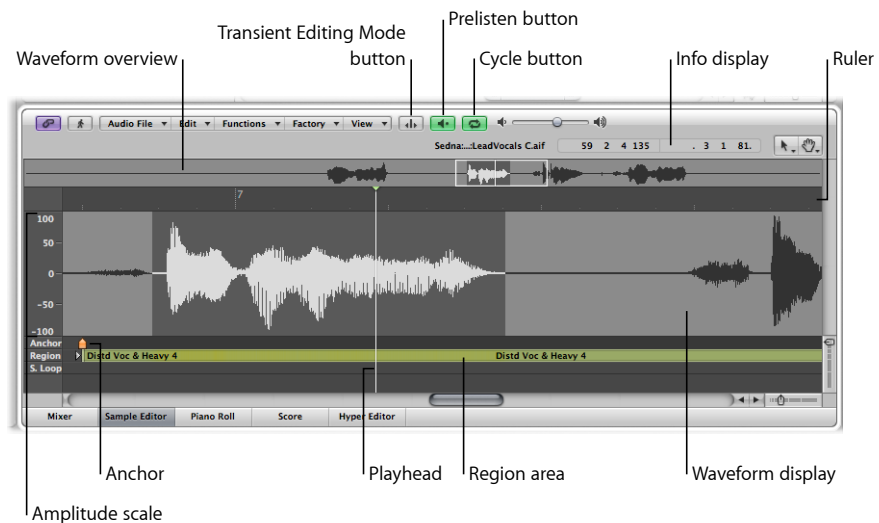 Prelisten button
Transient Editing Mode
button
Waveform overview
Cycle button
Info display
Ruler
Audio File Edit Functions Factory View
Sedna:...:LeadVocals C.aif 59 2 4 135 . 3 1 81.
7
100
50
0
-50
-100
Anchor
Region Distd Voc & Heavy 4 Distd Voc & Heavy 4
S. Loop
Mixer Sample Editor Piano Roll Score Hyper Editor
Anchor
Playhead
Region area
Waveform display
Amplitude scale